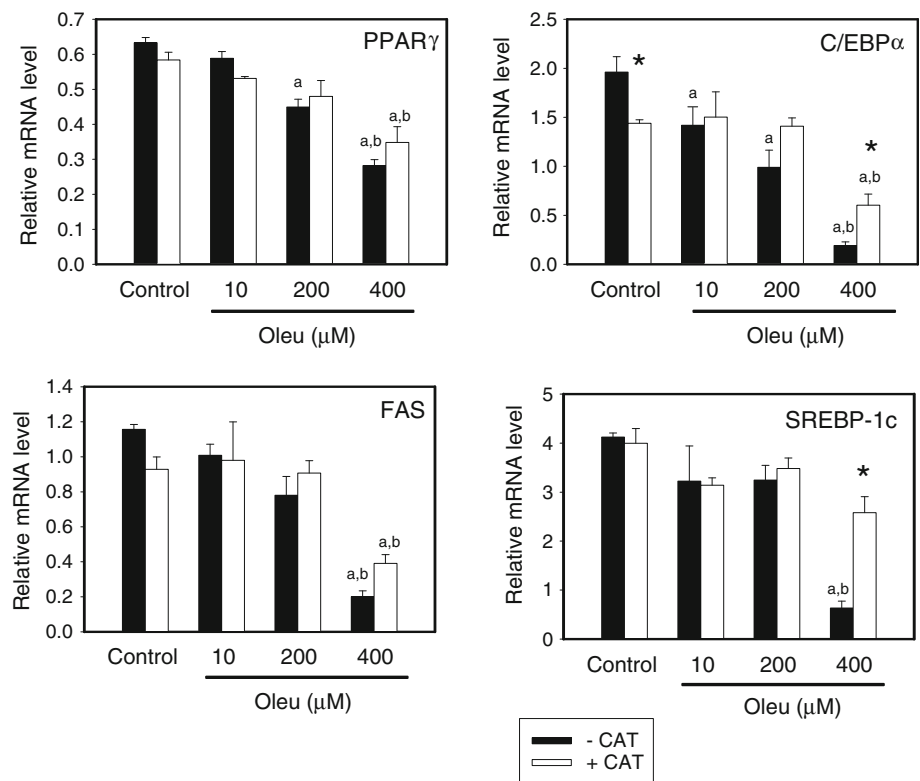 PPARγ
Relative mRNA level
0.7
0.6
0.5
0.4
0.3
0.2
0.1
0.0
a
a,b
a,b
Control 10 200 400
Oleu (μM)
C/EBPα
Relative mRNA level
2.5
2.0
1.5
1.0
0.5
0.0
*
a
a
*
a,b
a,b
Control 10 200 400
Oleu (μM)
FAS
Relative mRNA level
1.4
1.2
1.0
0.8
0.6
0.4
0.2
0.0
a,b
a,b
Control 10 200 400
Oleu (μM)
SREBP-1c
Relative mRNA level
5
4
3
2
1
0
*
a,b
Control 10 200 400
Oleu (μM)
- CAT
+ CAT